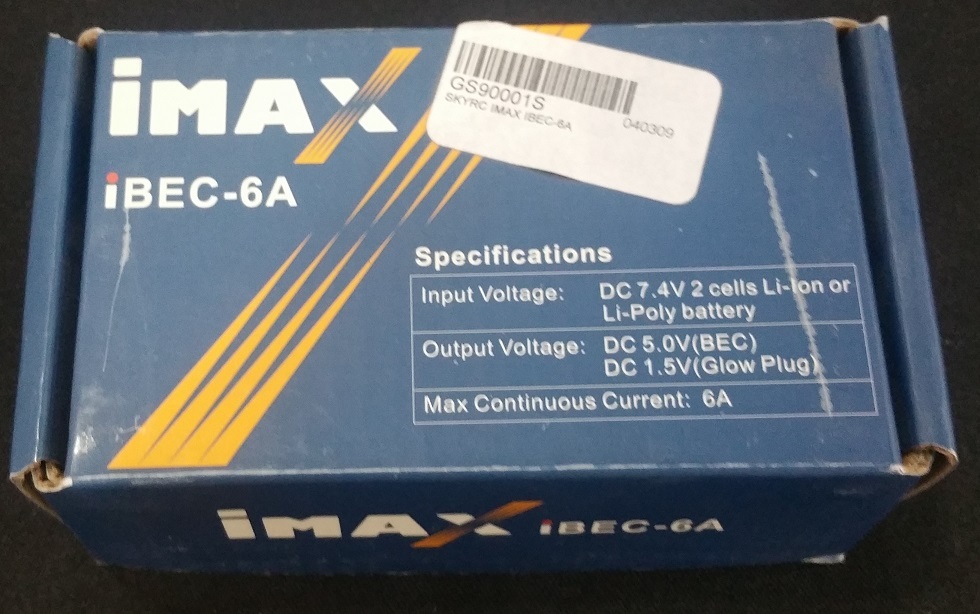 iMAX
iBEC-6A
GS90001S
SKYRC IMAX IBEC-6A
040309
Specifications
Input Voltage: DC 7.4V 2 cells Li-Ion or
Li-Poly battery
Output Voltage: DC 5.0V(BEC)
DC 1.5V(Glow Plug)
Max Continuous Current: 6A
iMAX iBEC-6A